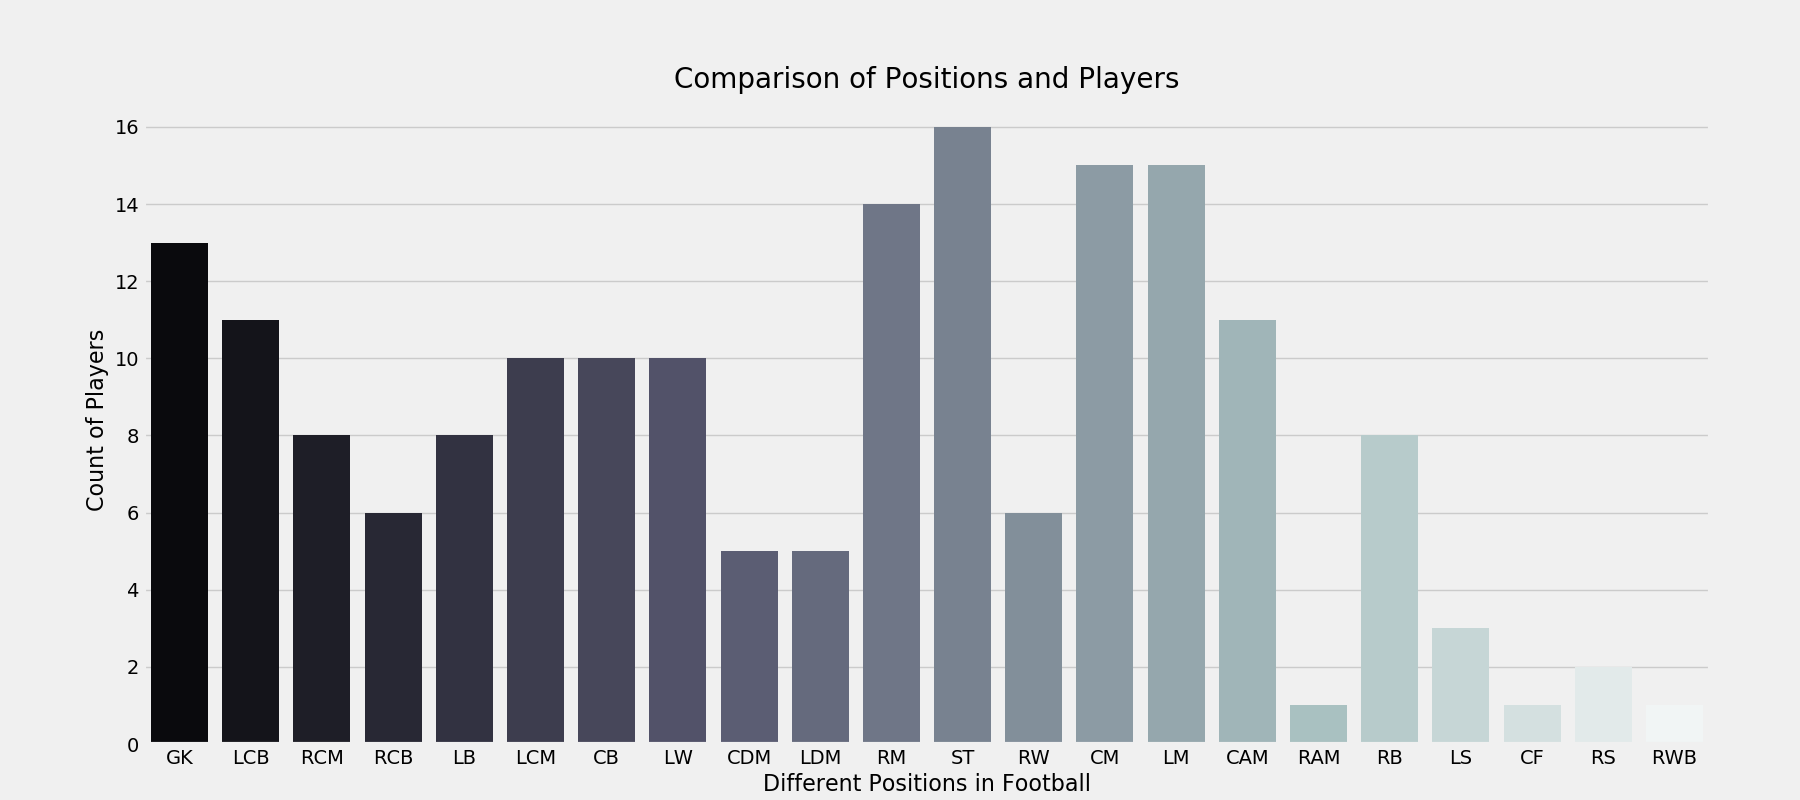 Comparison of Positions and Players
Count of Players
16
14
12
10
8
6
4
2
0
GK LCB RCM RCB LB LCM CB LW CDM LDM RM ST RW CM LM CAM RAM RB LS CF RS RWB
Different Positions in Football